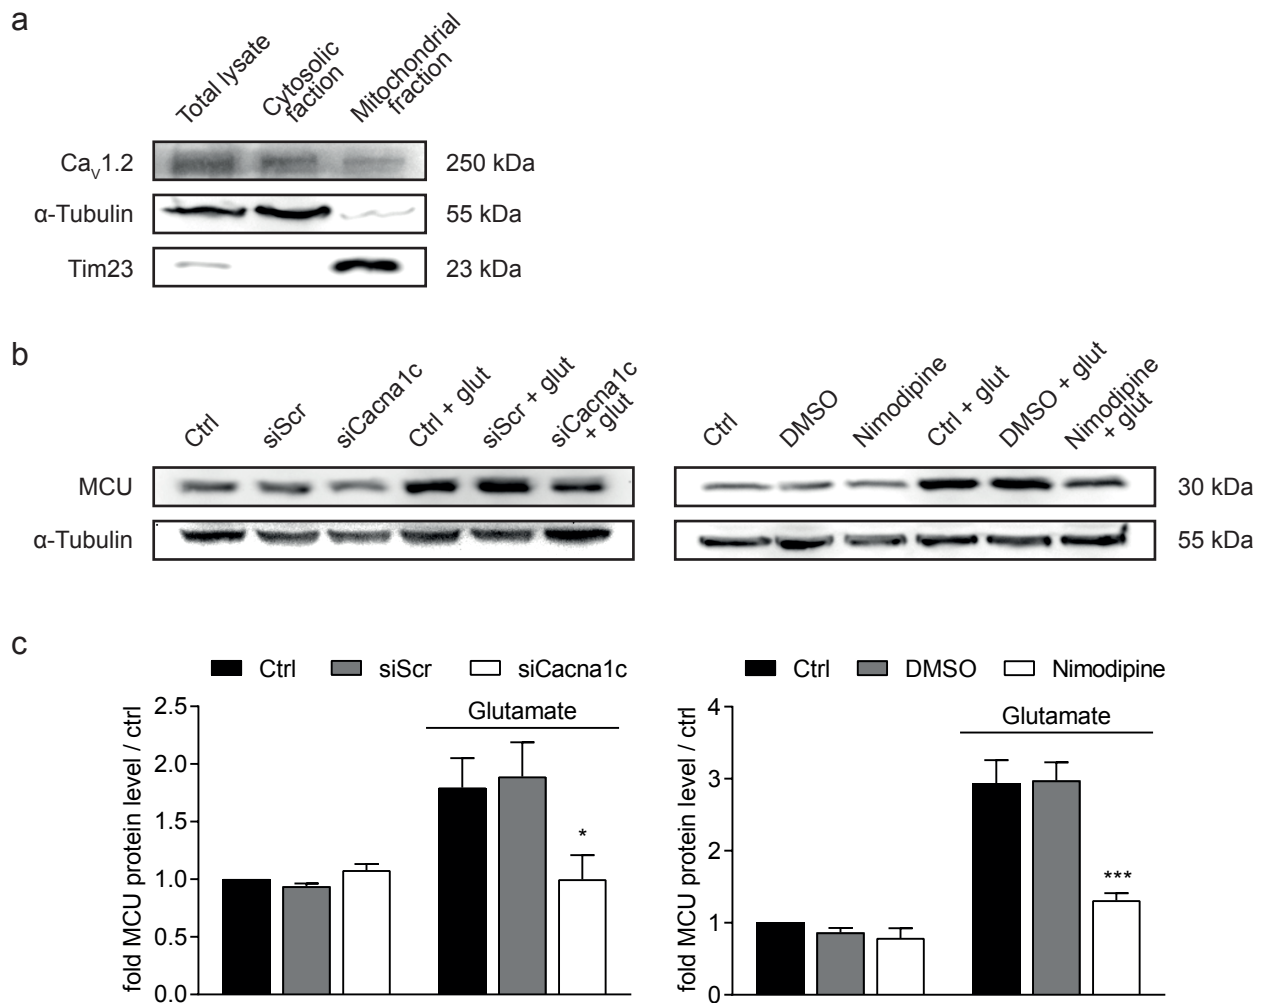 a
Total lysate
Cytosolic
faction
Mitochondrial
fraction
Caᵥ1.2
250 kDa
α-Tubulin
55 kDa
Tim23
23 kDa
b
Ctrl
siScr
siCacna1c
Ctrl + glut
siScr + glut
siCacna1c
+ glut
Ctrl
DMSO
Nimodipine
Ctrl + glut
DMSO + glut
Nimodipine
+ glut
MCU
30 kDa
α-Tubulin
55 kDa
c
Ctrl
siScr
siCacna1c
fold MCU protein level / ctrl
2.5
2.0
1.5
1.0
0.5
0.0
Glutamate
*
Ctrl
DMSO
Nimodipine
fold MCU protein level / ctrl
4
3
2
1
0
Glutamate
***